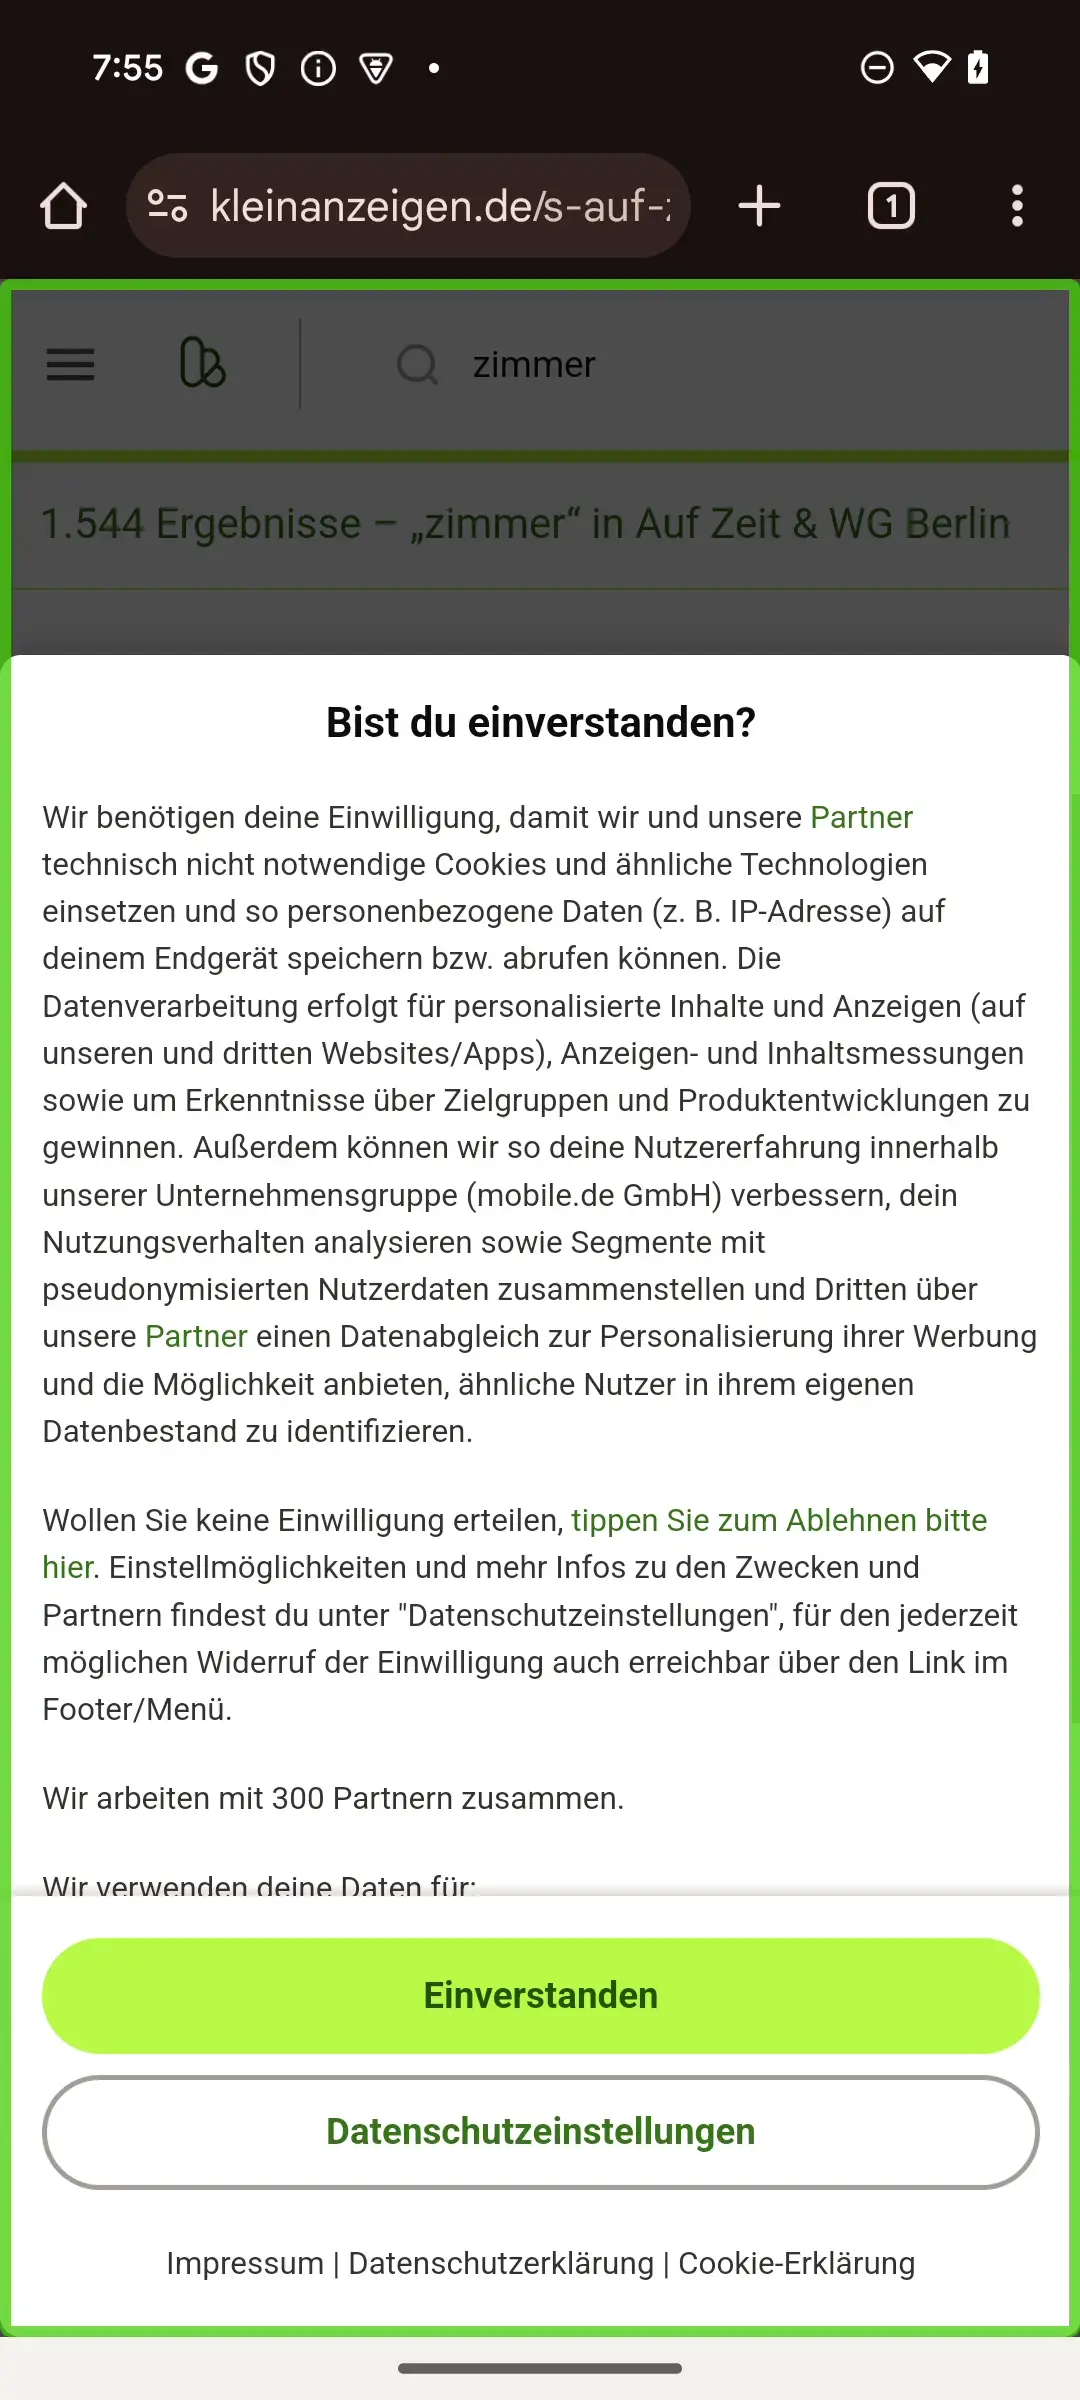 7:55
kleinanzeigen.de/s-auf-
1
zimmer
1.544 Ergebnisse – „zimmer“ in Auf Zeit & WG Berlin
Bist du einverstanden?
Wir benötigen deine Einwilligung, damit wir und unsere Partner
technisch nicht notwendige Cookies und ähnliche Technologien
einsetzen und so personenbezogene Daten (z. B. IP-Adresse) auf
deinem Endgerät speichern bzw. abrufen können. Die
Datenverarbeitung erfolgt für personalisierte Inhalte und Anzeigen (auf
unseren und dritten Websites/Apps), Anzeigen- und Inhaltsmessungen
sowie um Erkenntnisse über Zielgruppen und Produktentwicklungen zu
gewinnen. Außerdem können wir so deine Nutzererfahrung innerhalb
unserer Unternehmensgruppe (mobile.de GmbH) verbessern, dein
Nutzungsverhalten analysieren sowie Segmente mit
pseudonymisierten Nutzerdaten zusammenstellen und Dritten über
unsere Partner einen Datenabgleich zur Personalisierung ihrer Werbung
und die Möglichkeit anbieten, ähnliche Nutzer in ihrem eigenen
Datenbestand zu identifizieren.
Wollen Sie keine Einwilligung erteilen, tippen Sie zum Ablehnen bitte
hier. Einstellmöglichkeiten und mehr Infos zu den Zwecken und
Partnern findest du unter "Datenschutzeinstellungen", für den jederzeit
möglichen Widerruf der Einwilligung auch erreichbar über den Link im
Footer/Menü.
Wir arbeiten mit 300 Partnern zusammen.
Wir verwenden deine Daten für:
Einverstanden
Datenschutzeinstellungen
Impressum | Datenschutzerklärung | Cookie-Erklärung